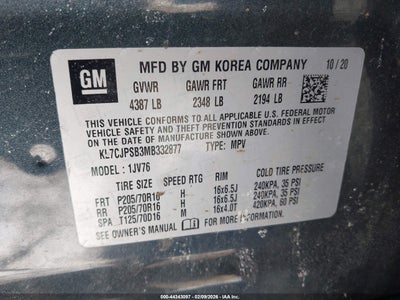 GM
MFD BY GM KOREA COMPANY 10/20
GVWR GAWR FRT GAWR RR
4387 LB 2348 LB 2194 LB
THIS VEHICLE CONFORMS TO ALL APPLICABLE U.S. FEDERAL MOTOR
VEHICLE SAFETY, BUMPER, AND THEFT PREVENTION STANDARDS IN
EFFECT ON THE DATE OF MANUFACTURE SHOWN ABOVE.
KL7CJPSB3MB332877 TYPE: MPV
MODEL: 1JV76
TIRE SIZE SPEED RTG RIM COLD TIRE PRESSURE
FRT P205/70R16 H 16x6.5J 240KPA, 35 PSI
RR P205/70R16 H 16x6.5J 240KPA, 35 PSI
SPA T125/70D16 M 16x4.0T 420KPA, 60 PSI
SEE OWNER'S MANUAL FOR ADDITIONAL INFORMATION.
000-44343097 02/09/2026 IAA Inc.